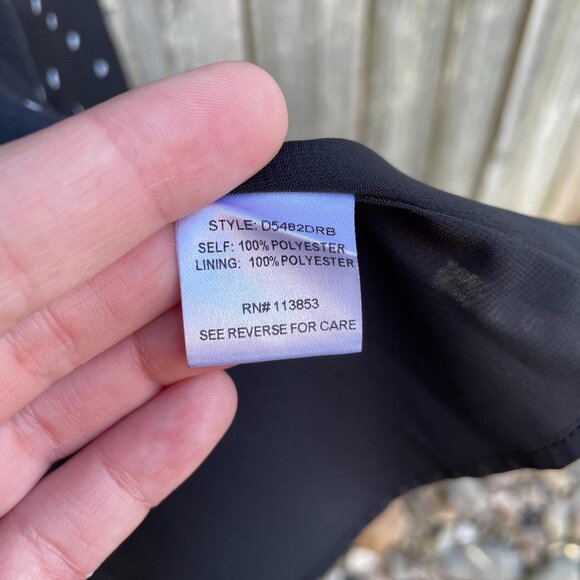 STYLE: D5482DRB
SELF: 100% POLYESTER
LINING: 100% POLYESTER
RN# 113853
SEE REVERSE FOR CARE